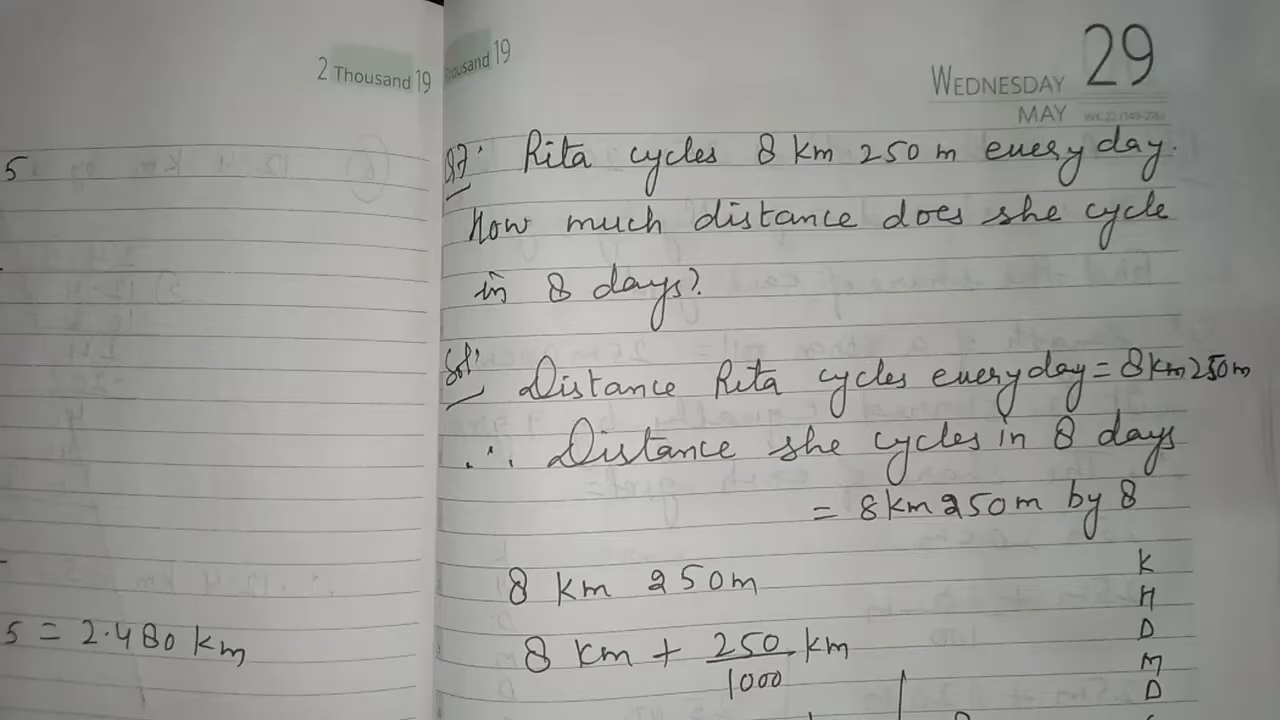 2 THOUSAND 19
THOUSAND 19
WEDNESDAY 29
MAY
5
Q7. Rita cycles 8 km 250 m every day.
How much distance does she cycle
in 8 days?
Sol. Distance Rita cycles everyday = 8 km 250 m
∴ Distance she cycles in 8 days
= 8 km 250 m by 8
8 km 250 m
8 km + 250/1000 km
K
H
D
M
D
5 = 2.480 km